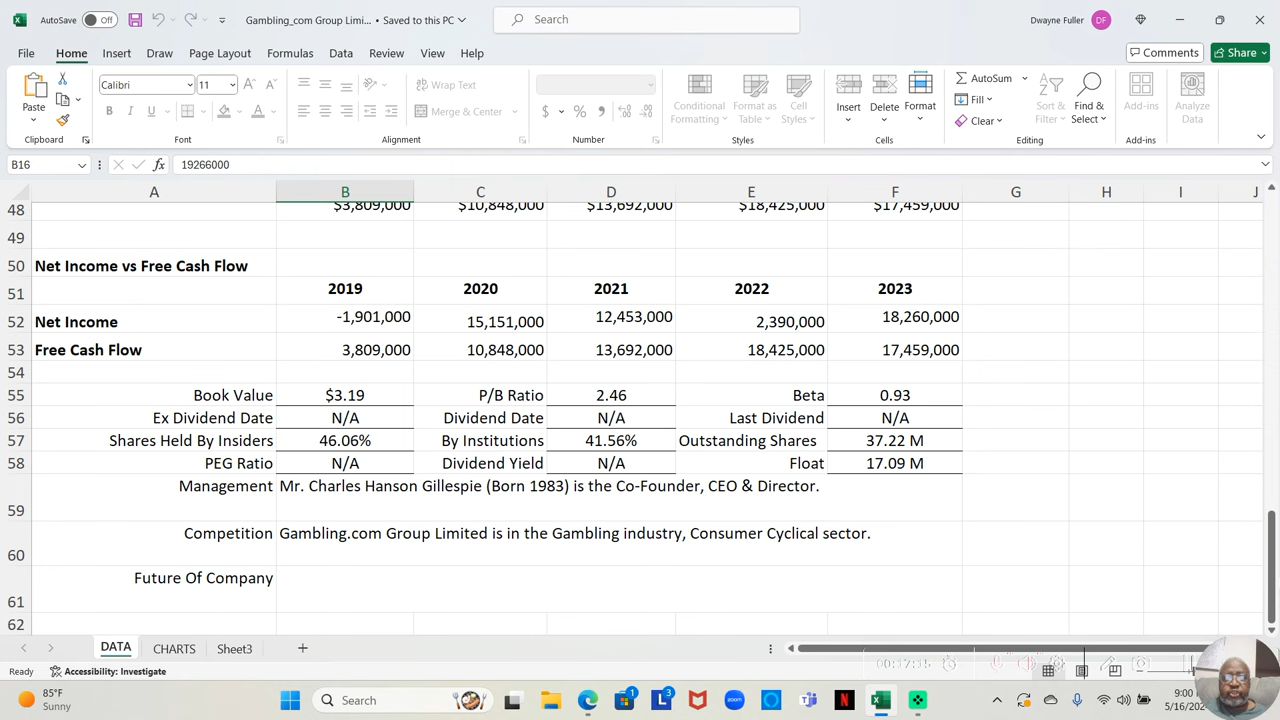 AutoSave Off Gambling_com Group Limi... • Saved to this PC Search Dwayne Fuller DF
File Home Insert Draw Page Layout Formulas Data Review View Help Comments Share
Paste Calibri 11 Wrap Text Conditional Format as Cell Insert Delete Format AutoSum Sort & Find & Add-ins Analyze
B I U Merge & Center $ % Formatting Table Styles Fill Filter Select Data
Clear
Clipboard Font Alignment Number Styles Cells Editing Add-ins
B16 fx 19266000
A B C D E F G H I J
48 $3,809,000 $10,848,000 $13,692,000 $18,425,000 $17,459,000
49
50 Net Income vs Free Cash Flow
51 2019 2020 2021 2022 2023
52 Net Income -1,901,000 15,151,000 12,453,000 2,390,000 18,260,000
53 Free Cash Flow 3,809,000 10,848,000 13,692,000 18,425,000 17,459,000
54
55 Book Value $3.19 P/B Ratio 2.46 Beta 0.93
56 Ex Dividend Date N/A Dividend Date N/A Last Dividend N/A
57 Shares Held By Insiders 46.06% By Institutions 41.56% Outstanding Shares 37.22 M
58 PEG Ratio N/A Dividend Yield N/A Float 17.09 M
59 Management Mr. Charles Hanson Gillespie (Born 1983) is the Co-Founder, CEO & Director.
60 Competition Gambling.com Group Limited is in the Gambling industry, Consumer Cyclical sector.
61 Future Of Company
62
DATA CHARTS Sheet3
Ready Accessibility: Investigate 00:17:15
85°F Search 1 3 zoom 9:00
Sunny 5/16/20